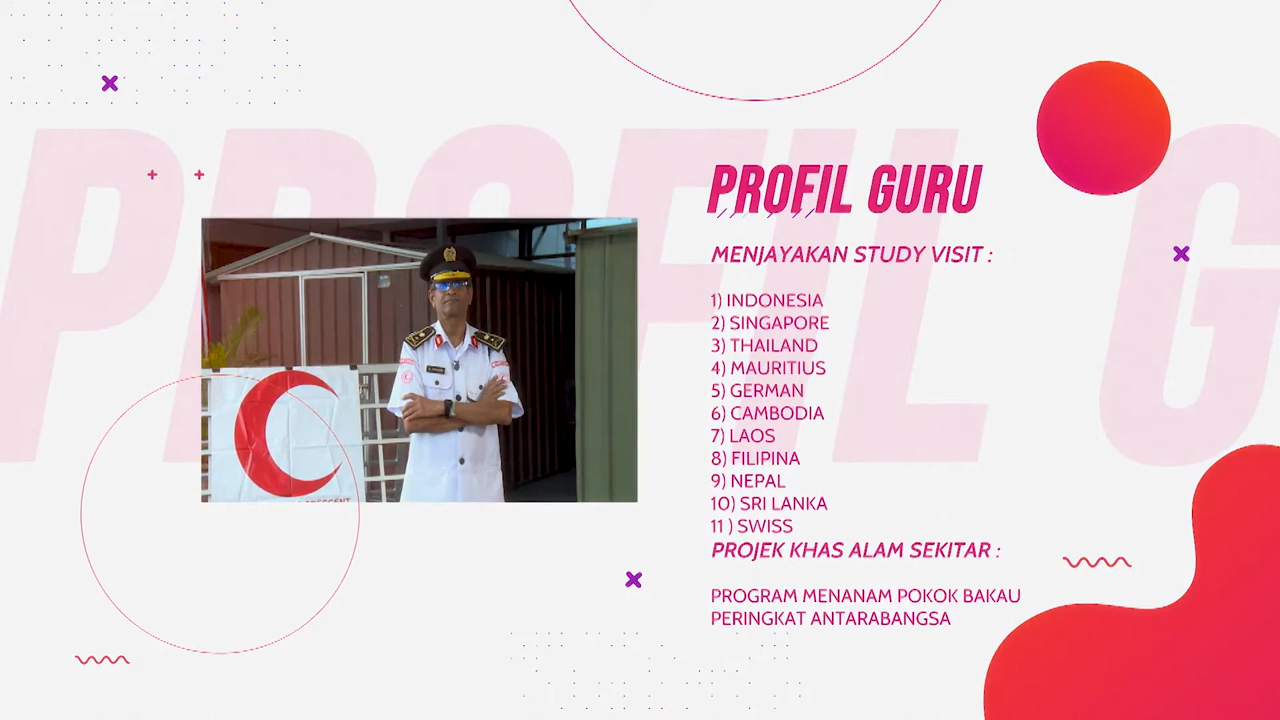 PROFIL GURU
MENJAYAKAN STUDY VISIT :
1) INDONESIA
2) SINGAPORE
3) THAILAND
4) MAURITIUS
5) GERMAN
6) CAMBODIA
7) LAOS
8) FILIPINA
9) NEPAL
10) SRI LANKA
11 ) SWISS
PROJEK KHAS ALAM SEKITAR :
PROGRAM MENANAM POKOK BAKAU
PERINGKAT ANTARABANGSA
PROFIL G
CRESCENT